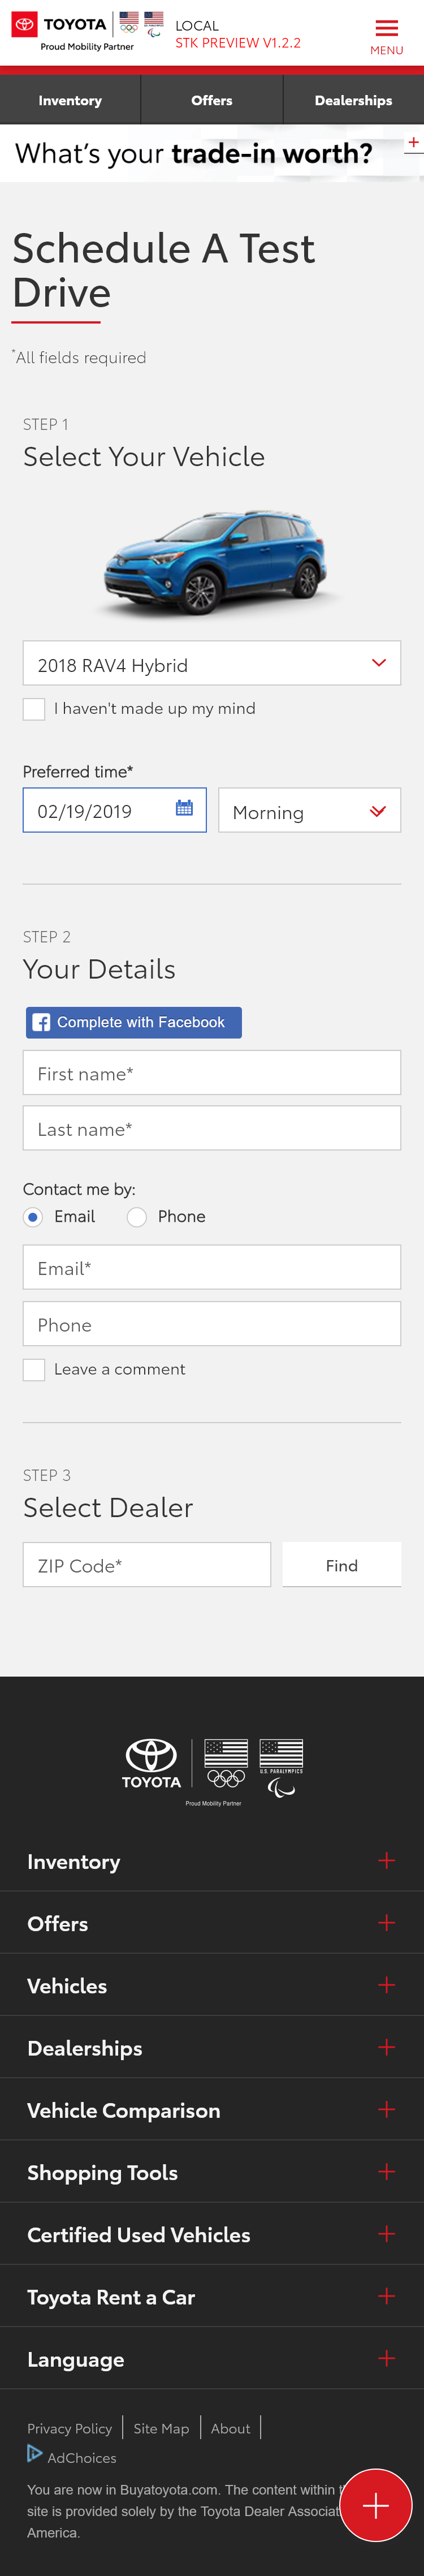 TOYOTA
Proud Mobility Partner
LOCAL
STK PREVIEW V1.2.2
MENU
Inventory
Offers
Dealerships
What's your trade-in worth?
Schedule A Test
Drive
*All fields required
STEP 1
Select Your Vehicle
2018 RAV4 Hybrid
I haven't made up my mind
Preferred time*
02/19/2019
Morning
STEP 2
Your Details
Complete with Facebook
First name*
Last name*
Contact me by:
Email
Phone
Email*
Phone
Leave a comment
STEP 3
Select Dealer
ZIP Code*
Find
TOYOTA
U.S. PARALYMPICS
Proud Mobility Partner
Inventory
Offers
Vehicles
Dealerships
Vehicle Comparison
Shopping Tools
Certified Used Vehicles
Toyota Rent a Car
Language
Privacy Policy
Site Map
About
AdChoices
You are now in Buyatoyota.com. The content within
site is provided solely by the Toyota Dealer Associat
America.